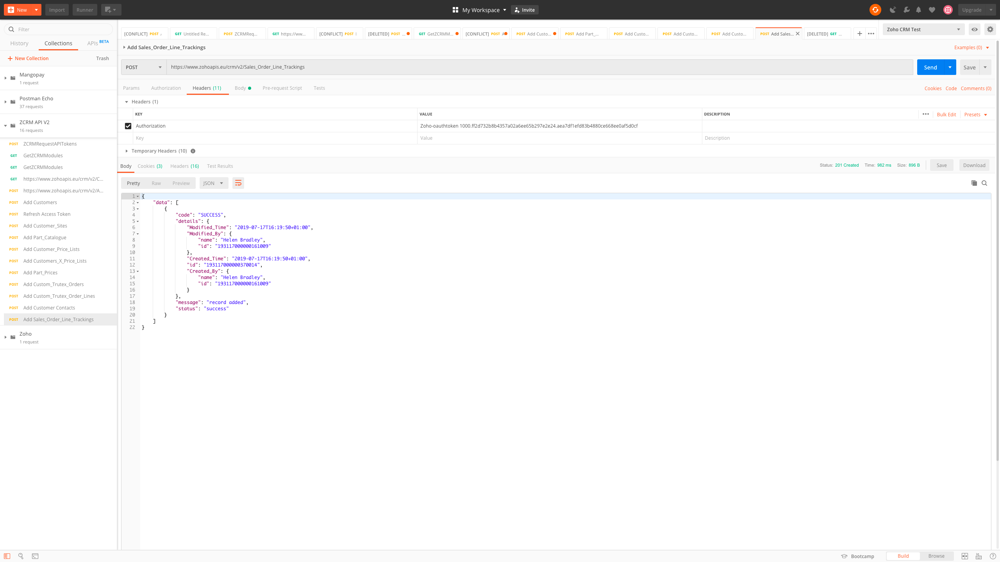 New
Import
Runner
My Workspace
Invite
Upgrade
Filter
History
Collections
APIs BETA
New Collection
Trash
Mangopay
1 request
Postman Echo
37 requests
ZCRM API V2
16 requests
POST ZCRMRequestAPITokens
GET GetZCRMModules
GET GetZCRMModules
GET https://www.zohoapis.eu/crm/v2/C...
POST https://www.zohoapis.eu/crm/v2/A...
POST Add Customers
POST Refresh Access Token
POST Add Customer_Sites
POST Add Part_Catalogue
POST Add Customer_Price_Lists
POST Add Customers_X_Price_Lists
POST Add Part_Prices
POST Add Custom_Trutex_Orders
POST Add Custom_Trutex_Order_Lines
POST Add Customer Contacts
POST Add Sales_Order_Line_Trackings
Zoho
1 request
[CONFLICT] POST
GET Untitled Re...
POST ZCRMReq...
GET https://ww...
[CONFLICT] POST
[DELETED] POST ...
GET GetZCRMM...
[CONFLICT] POST A
POST Add Custo...
POST Add Part_...
POST Add Custo...
POST Add Custo...
POST Add Custo...
POST Add Sales...
[DELETED] GET ...
Zoho CRM Test
Add Sales_Order_Line_Trackings
Examples (0)
POST
https://www.zohoapis.eu/crm/v2/Sales_Order_Line_Trackings
Send
Save
Params
Authorization
Headers (11)
Body
Pre-request Script
Tests
Cookies
Code
Comments (0)
Headers (1)
KEY
VALUE
DESCRIPTION
Bulk Edit
Presets
Authorization
Zoho-oauthtoken 1000.ff2d732b8b4357a02a6ee65b297e2e24.aea7df1efd83b4880ce668ee0af5d0cf
Key
Value
Description
Temporary Headers (10)
Body
Cookies (3)
Headers (16)
Test Results
Status: 201 Created
Time: 982 ms
Size: 896 B
Save
Download
Pretty
Raw
Preview
JSON
1 {
2 "data": [
3 {
4 "code": "SUCCESS",
5 "details": {
6 "Modified_Time": "2019-07-17T16:19:50+01:00",
7 "Modified_By": {
8 "name": "Helen Bradley",
9 "id": "193117000000161009"
10 },
11 "Created_Time": "2019-07-17T16:19:50+01:00",
12 "id": "193117000000370014",
13 "Created_By": {
14 "name": "Helen Bradley",
15 "id": "193117000000161009"
16 }
17 },
18 "message": "record added",
19 "status": "success"
20 }
21 ]
22 }
Bootcamp
Build
Browse